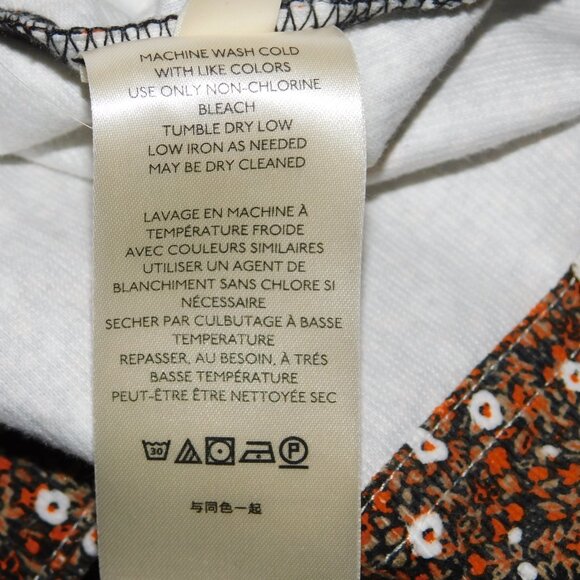 MACHINE WASH COLD
WITH LIKE COLORS
USE ONLY NON-CHLORINE
BLEACH
TUMBLE DRY LOW
LOW IRON AS NEEDED
MAY BE DRY CLEANED
LAVAGE EN MACHINE À
TEMPÉRATURE FROIDE
AVEC COULEURS SIMILAIRES
UTILISER UN AGENT DE
BLANCHIMENT SANS CHLORE SI
NÉCESSAIRE
SECHER PAR CULBUTAGE À BASSE
TEMPERATURE
REPASSER, AU BESOIN, À TRÉS
BASSE TEMPÉRATURE
PEUT-ÊTRE ÊTRE NETTOYÉE SEC
30 P
与同色一起